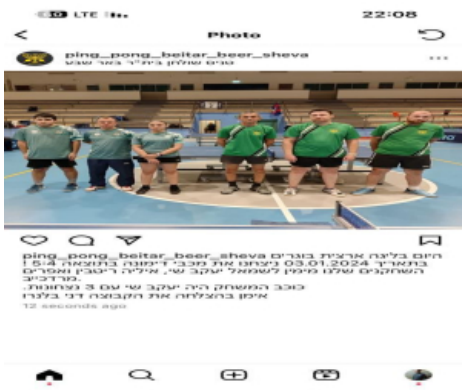 LTE
22:08
Photo
ping_pong_beitar_beer_sheva
טניס שולחן בית"ר באר שבע
ping_pong_beitar_beer_sheva היום בליגה ארצית בוגרים
בתאריך 03.01.2024 ניצחנו את מכבי דימונה בתוצאה 5:4 !
השחקנים שלנו מימין לשמאל יעקב שי, איליה ריטבין ואפרים
מרדכייב.
כוכב המשחק היה יעקב שי עם 3 נצחונות.
אימן בהצלחה את הקבוצה דני בלנרו
12 seconds ago